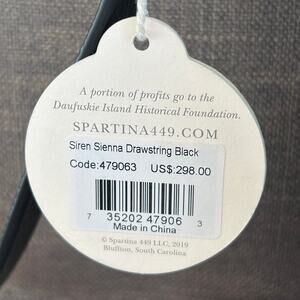 A portion of profits go to the
Daufuskie Island Historical Foundation.
SPARTINA449.COM
Siren Sienna Drawstring Black
Code:479063 US$:298.00
7 35202 47906 3
Made in China
© Spartina 449 LLC, 2019
Bluffton, South Carolina